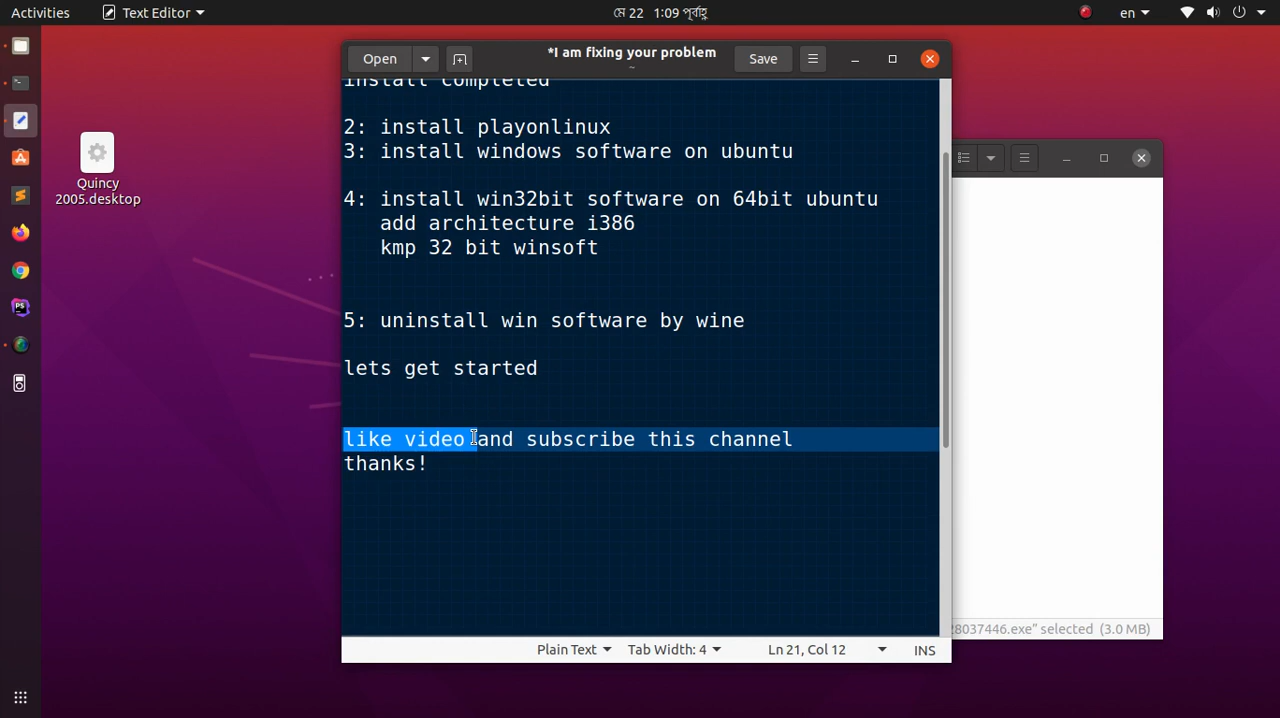 Activities
Text Editor
মে 22 1:09 পূর্বাহ্ণ
en
Open
*I am fixing your problem
~
Save
install completed
2: install playonlinux
3: install windows software on ubuntu
4: install win32bit software on 64bit ubuntu
add architecture i386
kmp 32 bit winsoft
5: uninstall win software by wine
lets get started
like video and subscribe this channel
thanks!
Quincy
2005.desktop
28037446.exe" selected (3.0 MB)
Plain Text
Tab Width: 4
Ln 21, Col 12
INS